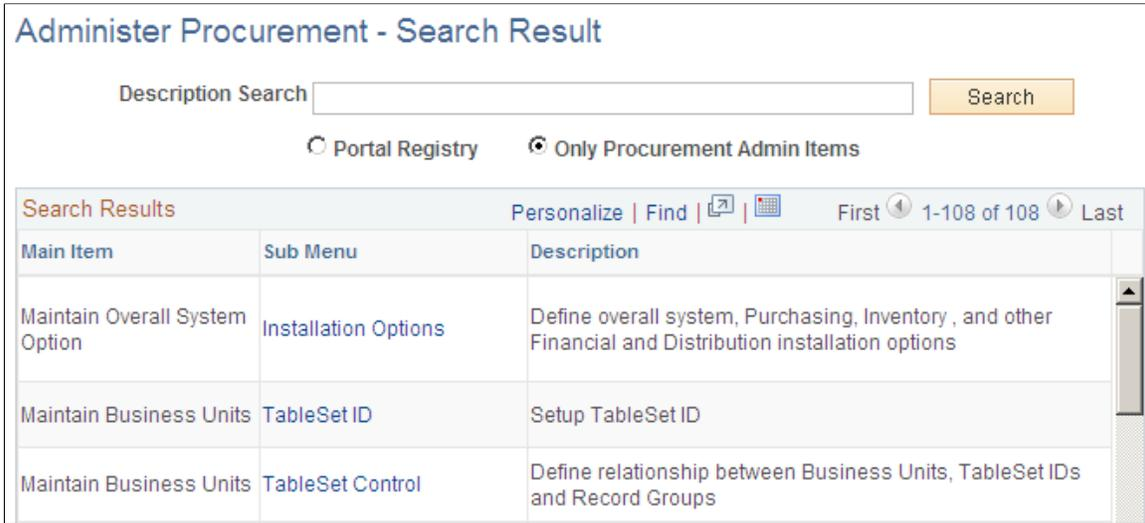 Administer Procurement - Search Result
Description Search
Search
Portal Registry
Only Procurement Admin Items
Search Results
Personalize | Find | | First 1-108 of 108 Last
Main Item Sub Menu Description
Maintain Overall System Option
Installation Options
Define overall system, Purchasing, Inventory , and other
Financial and Distribution installation options
Maintain Business Units TableSet ID Setup TableSet ID
Maintain Business Units TableSet Control
Define relationship between Business Units, TableSet IDs
and Record Groups